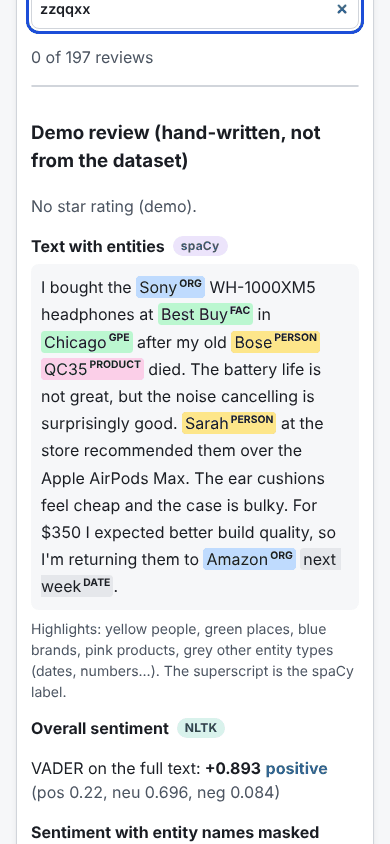 zzqqxx ×
0 of 197 reviews
Demo review (hand-written, not
from the dataset)
No star rating (demo).
Text with entities spaCy
I bought the Sony ORG WH-1000XM5
headphones at Best Buy FAC in
Chicago GPE after my old Bose PERSON
QC35 PRODUCT died. The battery life is
not great, but the noise cancelling is
surprisingly good. Sarah PERSON at the
store recommended them over the
Apple AirPods Max. The ear cushions
feel cheap and the case is bulky. For
$350 I expected better build quality, so
I'm returning them to Amazon ORG next
week DATE.
Highlights: yellow people, green places, blue
brands, pink products, grey other entity types
(dates, numbers...). The superscript is the spaCy
label.
Overall sentiment NLTK
VADER on the full text: +0.893 positive
(pos 0.22, neu 0.696, neg 0.084)
Sentiment with entity names masked